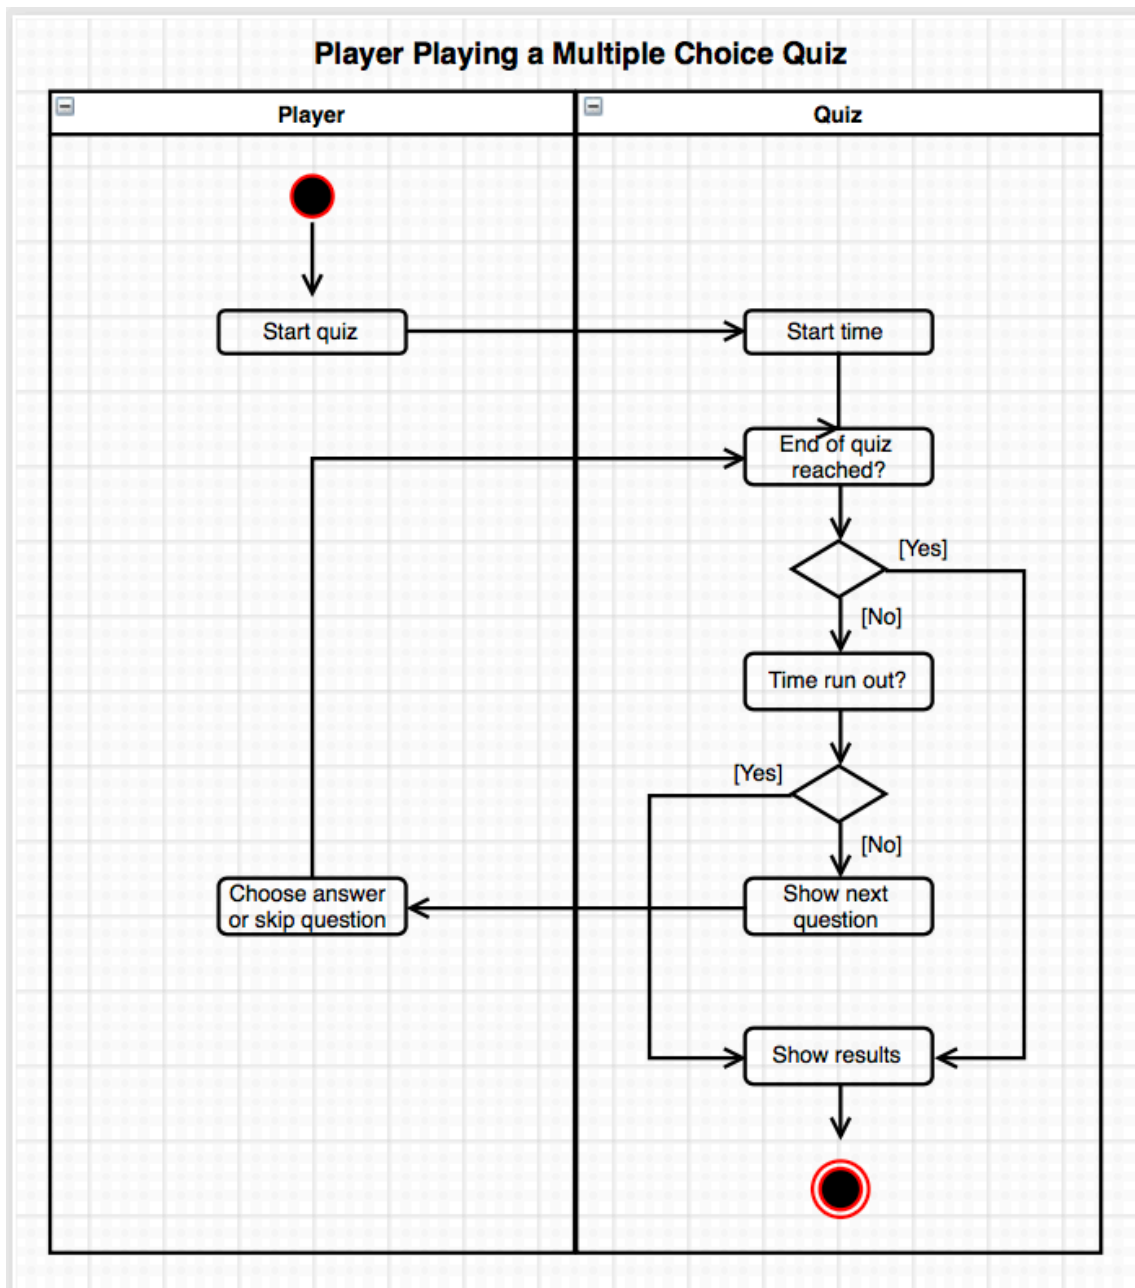 Player Playing a Multiple Choice Quiz
Player
Quiz
Start quiz
Start time
End of quiz
reached?
[Yes]
[No]
Time run out?
[Yes]
[No]
Choose answer
or skip question
Show next
question
Show results